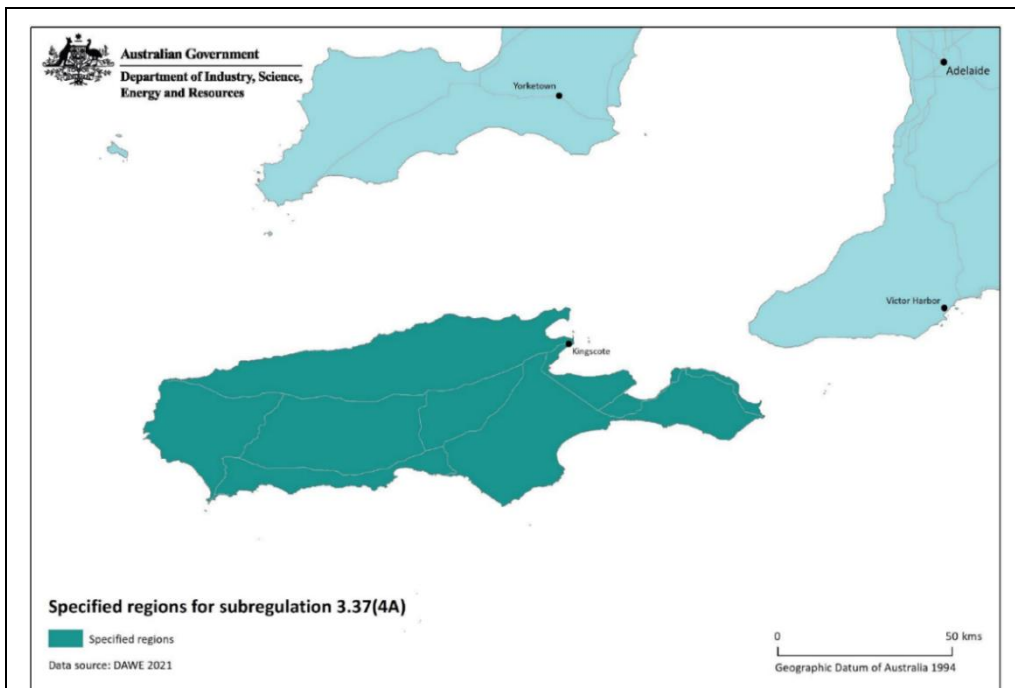 Australian Government
Department of Industry, Science,
Energy and Resources
Yorketown
Adelaide
Victor Harbor
Kingscote
Specified regions for subregulation 3.37(4A)
Specified regions
Data source: DAWE 2021
0 50 kms
Geographic Datum of Australia 1994